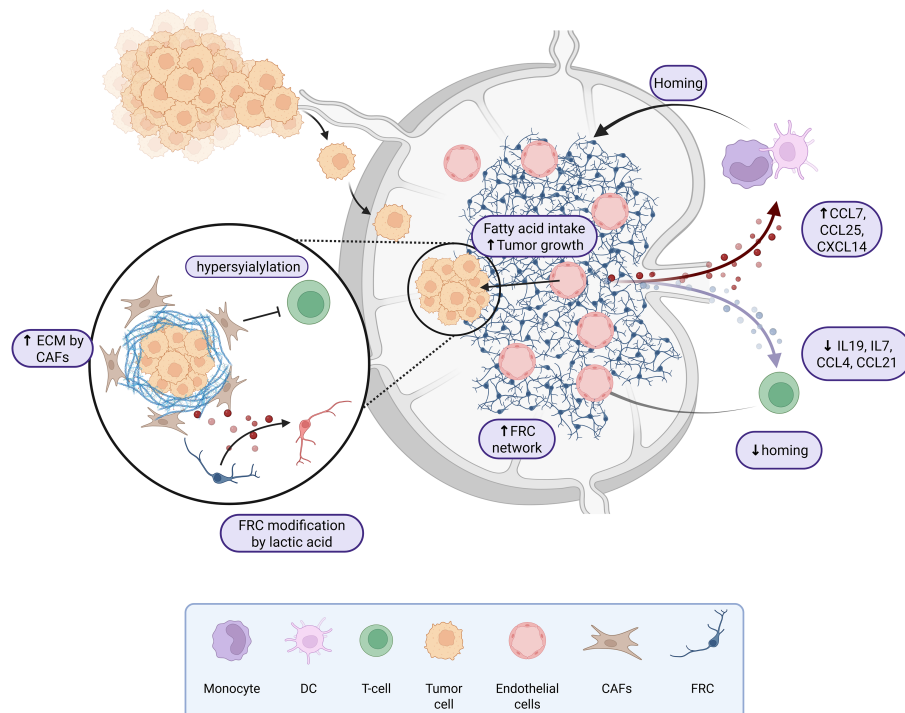 Homing
↑CCL7,
CCL25,
CXCL14
Fatty acid intake
↑Tumor growth
hypersyialylation
↑ ECM by
CAFs
↓ IL19, IL7,
CCL4, CCL21
↑FRC
network
↓homing
FRC modification
by lactic acid
Monocyte
DC
T-cell
Tumor
cell
Endothelial
cells
CAFs
FRC